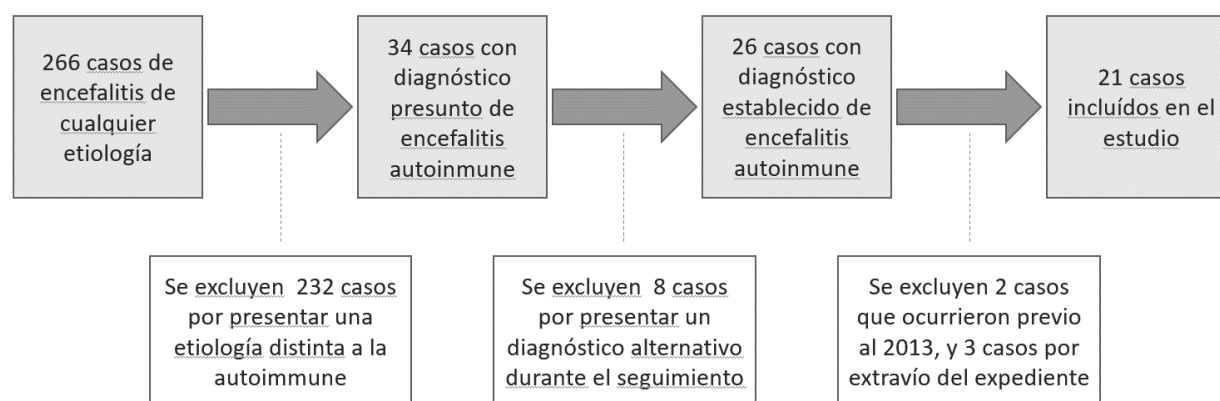 266 casos de
encefalitis de
cualquier
etiología
34 casos con
diagnóstico
presunto de
encefalitis
autoinmune
26 casos con
diagnóstico
establecido de
encefalitis
autoinmune
21 casos
incluídos en el
estudio
Se excluyen 232 casos
por presentar una
etiología distinta a la
autoimmune
Se excluyen 8 casos
por presentar un
diagnóstico alternativo
durante el seguimiento
Se excluyen 2 casos
que ocurrieron previo
al 2013, y 3 casos por
extravío del expediente